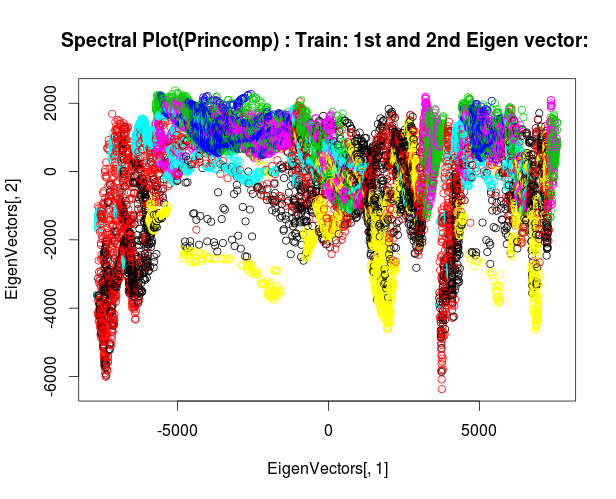 Spectral Plot(Princomp) : Train: 1st and 2nd Eigen vector:
EigenVectors[, 2]
2000
0
-2000
-4000
-6000
-5000 0 5000
EigenVectors[, 1]